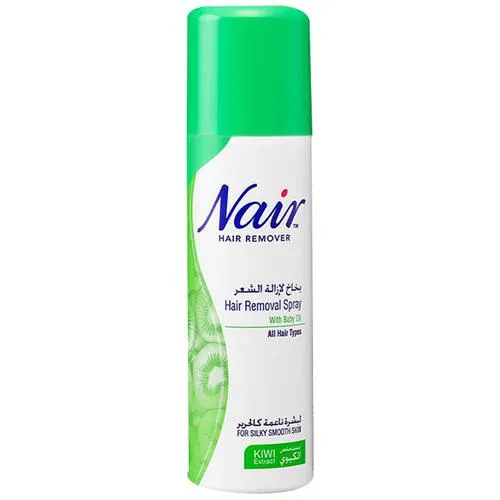 Nair™
HAIR REMOVER
بخاخ لإزالة الشعر
Hair Removal Spray
With Baby Oil
All Hair Types
لبشرة ناعمة كالحرير
FOR SILKY SMOOTH SKIN
KIWI مستخلص
Extract الكيوي